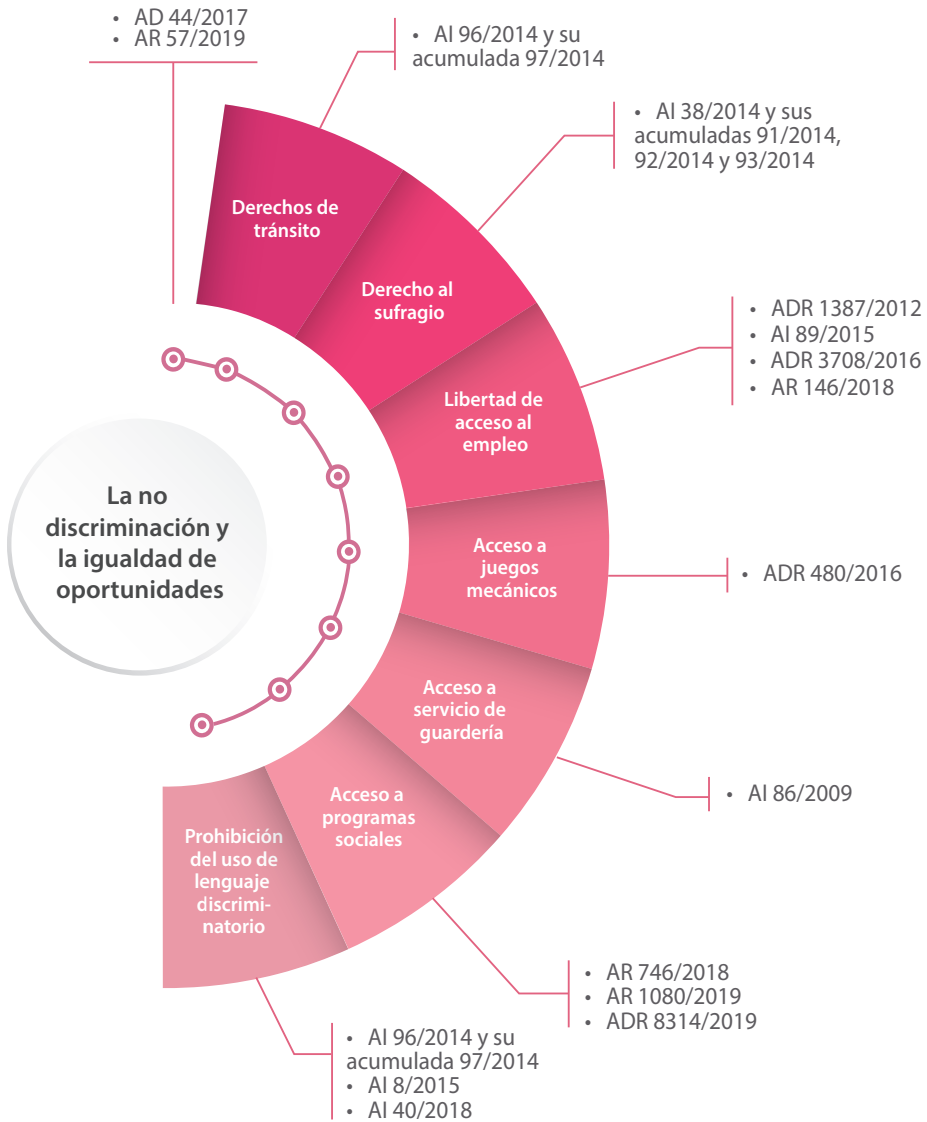 • AD 44/2017
• AR 57/2019
• AI 96/2014 y su
acumulada 97/2014
• AI 38/2014 y sus
acumuladas 91/2014,
92/2014 y 93/2014
Derechos de
tránsito
Derecho al
sufragio
• ADR 1387/2012
• AI 89/2015
• ADR 3708/2016
• AR 146/2018
Libertad de
acceso al
empleo
La no
discriminación y
la igualdad de
oportunidades
Acceso a
juegos
mecánicos
• ADR 480/2016
Acceso a
servicio de
guardería
• AI 86/2009
Acceso a
programas
sociales
Prohibición
del uso de
lenguaje
discrimi-
natorio
• AR 746/2018
• AR 1080/2019
• ADR 8314/2019
• AI 96/2014 y su
acumulada 97/2014
• AI 8/2015
• AI 40/2018